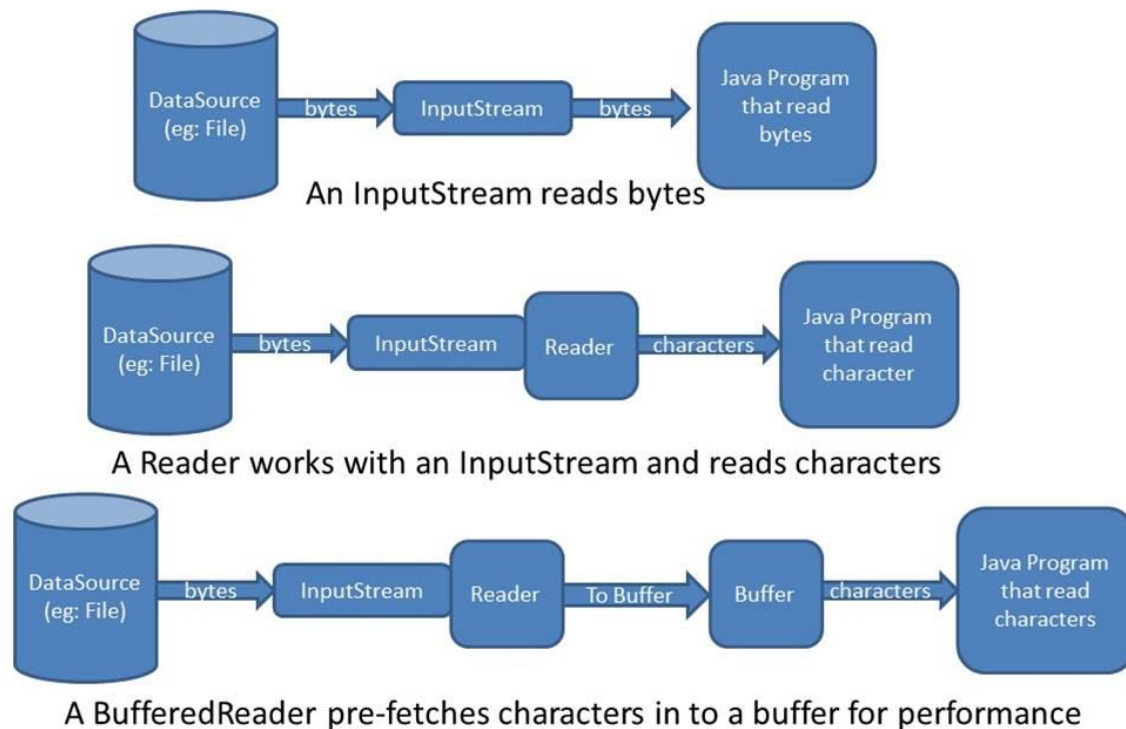 DataSource
(eg: File)
bytes
InputStream
bytes
Java Program
that read
bytes
An InputStream reads bytes
DataSource
(eg: File)
bytes
InputStream
Reader
characters
Java Program
that read
character
A Reader works with an InputStream and reads characters
DataSource
(eg: File)
bytes
InputStream
Reader
To Buffer
Buffer
characters
Java Program
that read
characters
A BufferedReader pre-fetches characters in to a buffer for performance